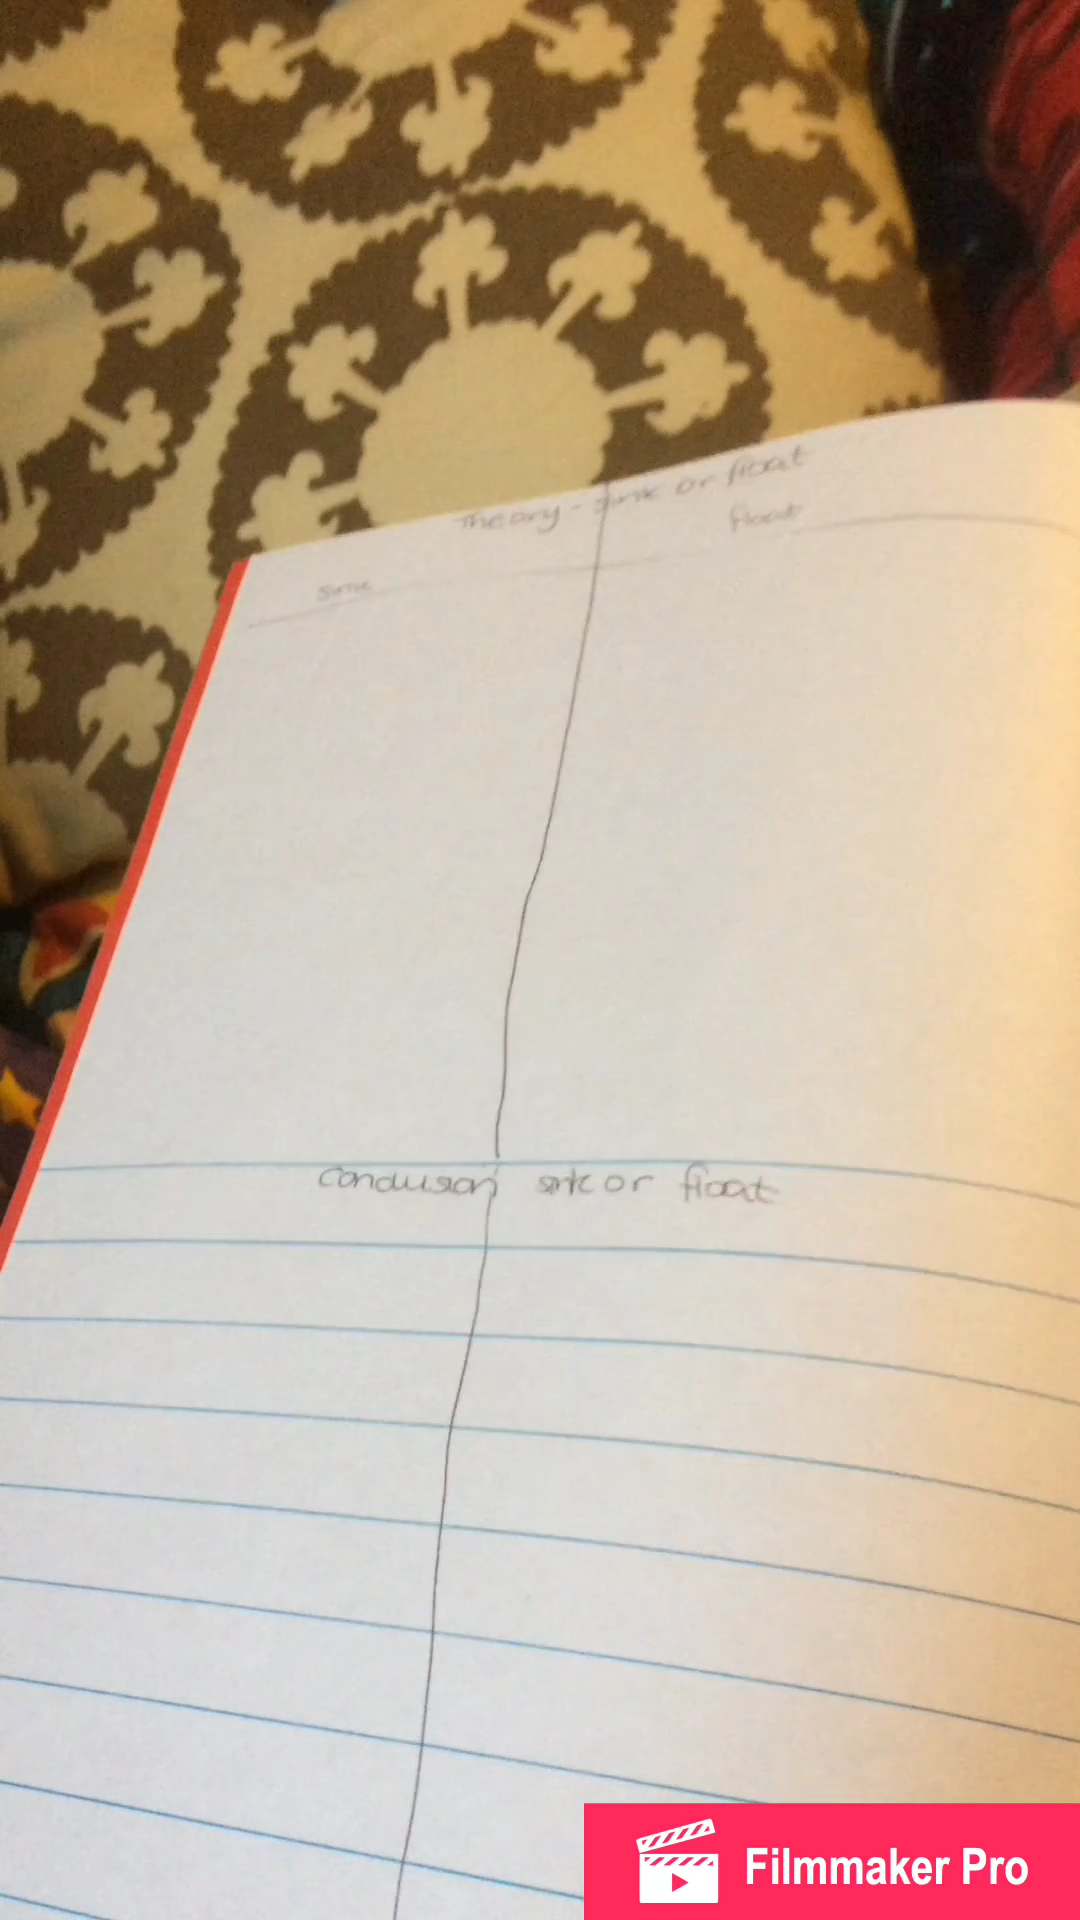 Theory - sink or float
sink float
Conclusion sink or float
Filmmaker Pro